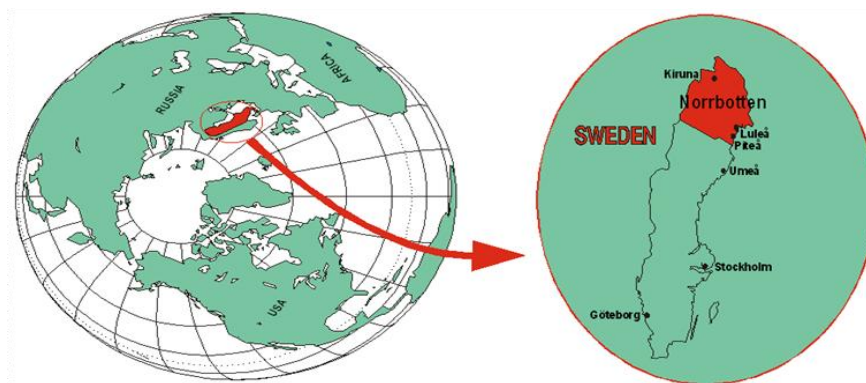 RUSSIA
AFRICA
USA
Kiruna
Norrbotten
SWEDEN
Luleå
Piteå
Umeå
Stockholm
Göteborg